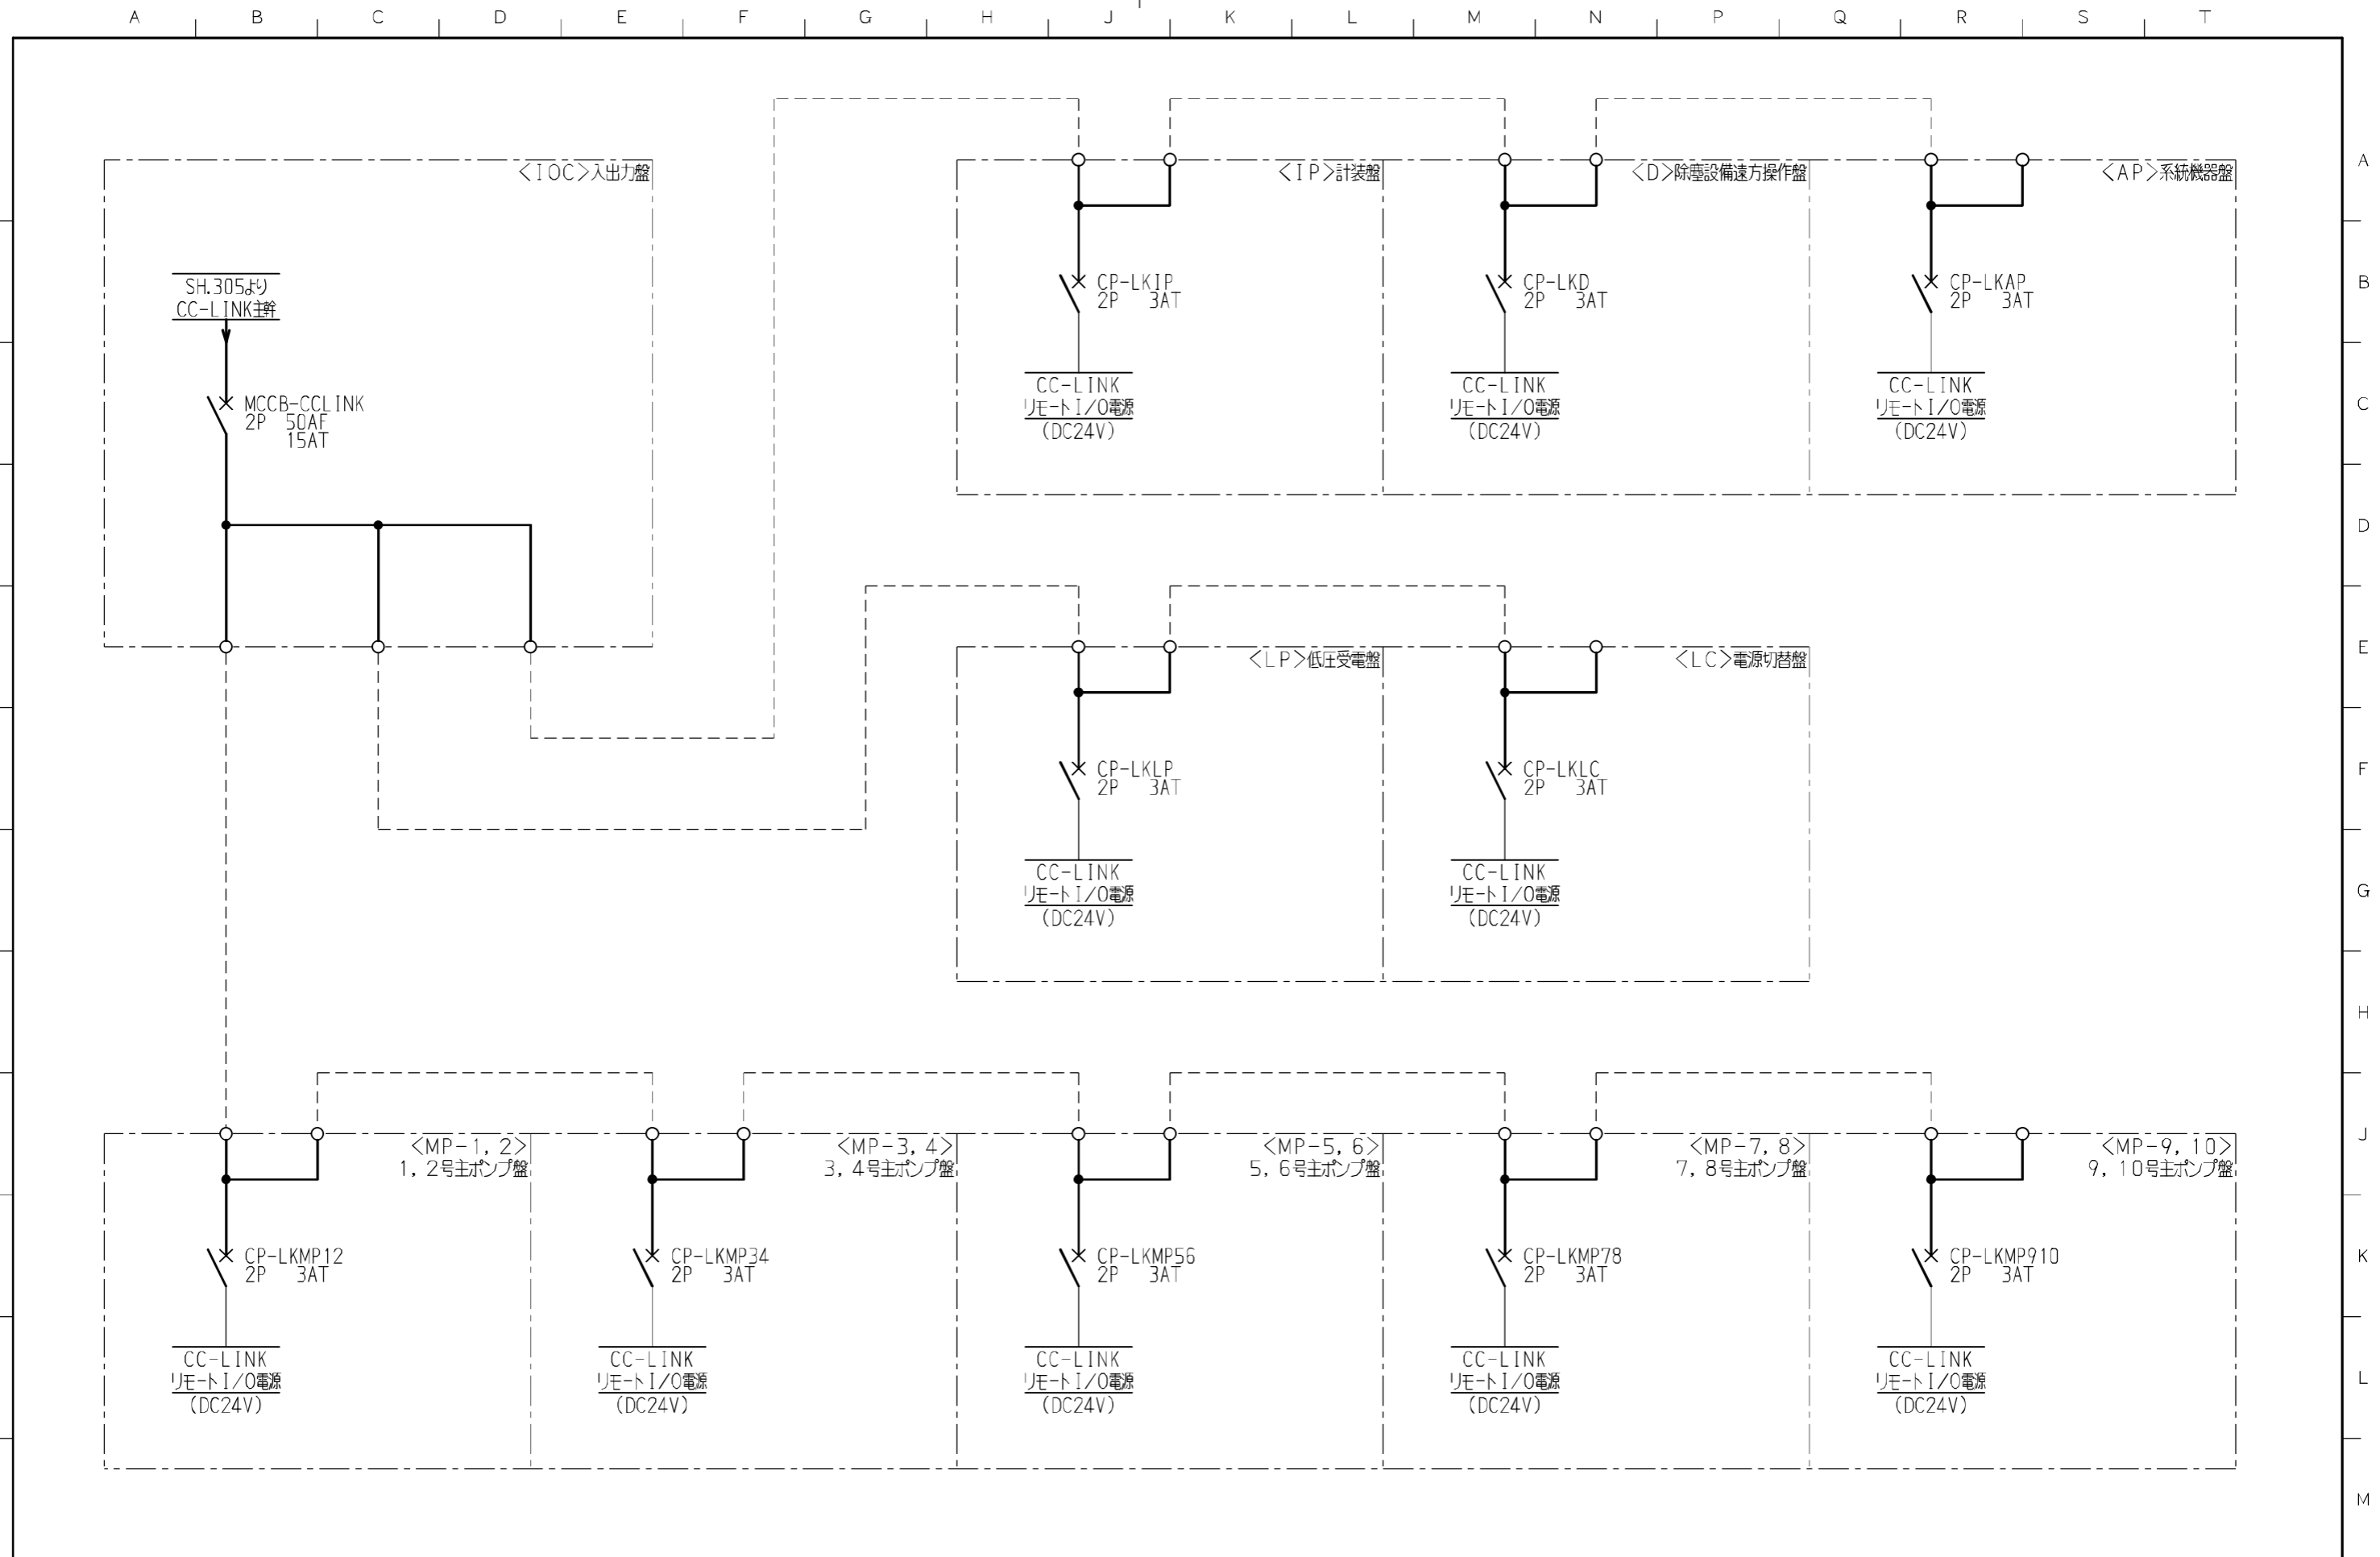 A B C D E F G H J K L M N P Q R S T
<IOC>入出力盤
<IP>計装盤
<D>除塵設備遠方操作盤
<AP>系統機器盤
A
SH.305より
CC-LINK主幹
CP-LKIP
2P 3AT
CP-LKD
2P 3AT
CP-LKAP
2P 3AT
B
MCCB-CCLINK
2P 50AF
15AT
CC-LINK
リモートI/O電源
(DC24V)
CC-LINK
リモートI/O電源
(DC24V)
CC-LINK
リモートI/O電源
(DC24V)
C
D
<LP>低圧受電盤
<LC>電源切替盤
E
CP-LKLP
2P 3AT
CP-LKLC
2P 3AT
F
CC-LINK
リモートI/O電源
(DC24V)
CC-LINK
リモートI/O電源
(DC24V)
G
H
<MP-1,2>
1,2号主ポンプ盤
<MP-3,4>
3,4号主ポンプ盤
<MP-5,6>
5,6号主ポンプ盤
<MP-7,8>
7,8号主ポンプ盤
<MP-9,10>
9,10号主ポンプ盤
J
CP-LKMP12
2P 3AT
CP-LKMP34
2P 3AT
CP-LKMP56
2P 3AT
CP-LKMP78
2P 3AT
CP-LKMP910
2P 3AT
K
CC-LINK
リモートI/O電源
(DC24V)
CC-LINK
リモートI/O電源
(DC24V)
CC-LINK
リモートI/O電源
(DC24V)
CC-LINK
リモートI/O電源
(DC24V)
CC-LINK
リモートI/O電源
(DC24V)
L
M